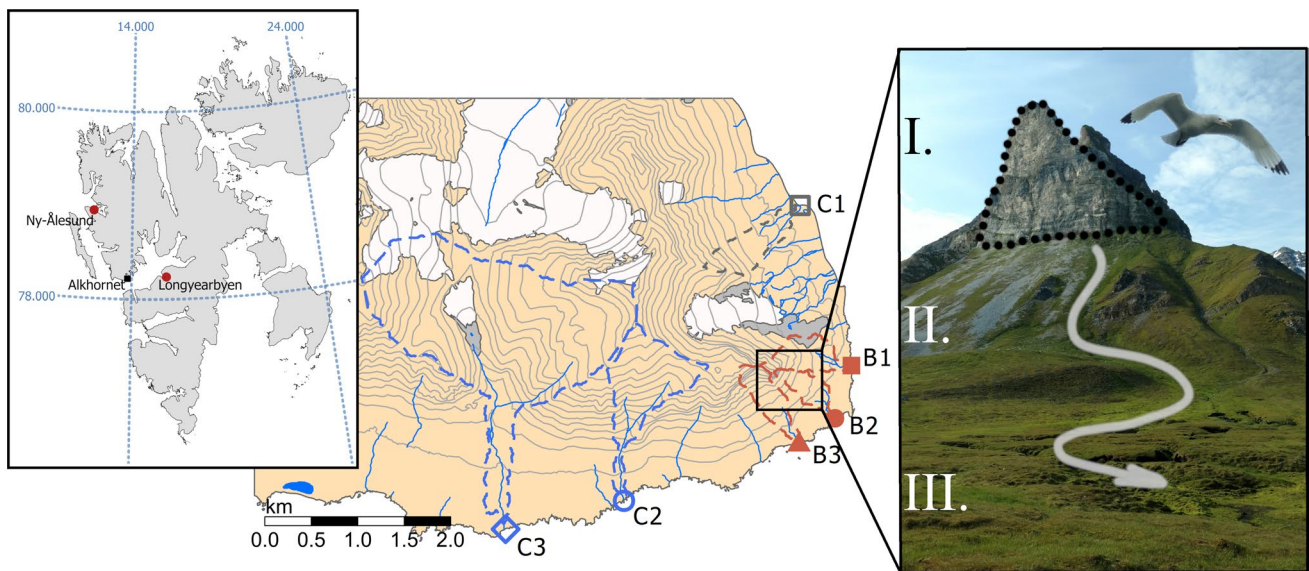 14.000
24.000
80.000
Ny-Ålesund
Alkhornet
Longyearbyen
78.000
km
0.0 0.5 1.0 1.5 2.0
C1
B1
B2
B3
C2
C3
I.
II.
III.